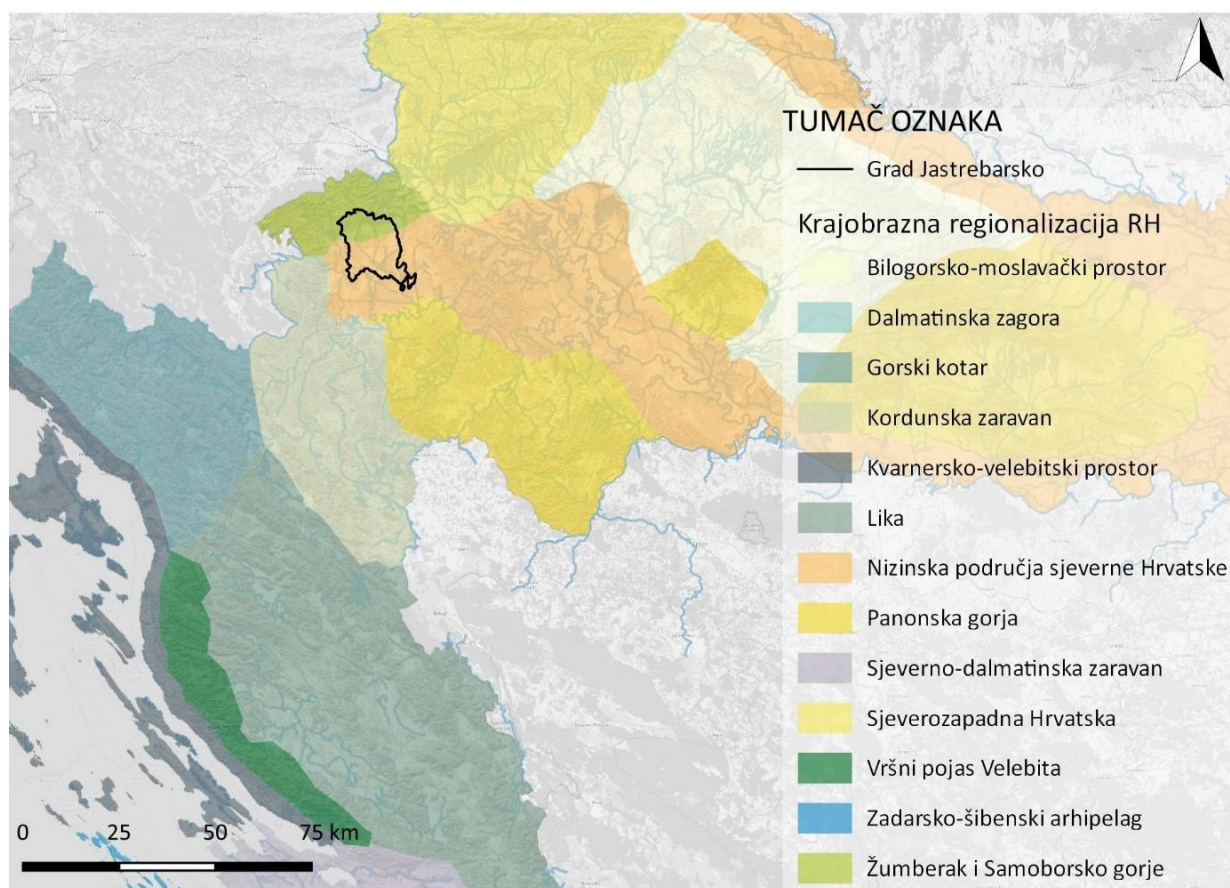 TUMAČ OZNAKA
Grad Jastrebarsko
Krajobrazna regionalizacija RH
Bilogorsko-moslavački prostor
Dalmatinska zagora
Gorski kotar
Kordunska zaravan
Kvarnersko-velebitski prostor
Lika
Nizinska područja sjeverne Hrvatske
Panonska gorja
Sjeverno-dalmatinska zaravan
Sjeverozapadna Hrvatska
Vršni pojas Velebita
Zadarsko-šibenski arhipelag
Žumberak i Samoborsko gorje
0 25 50 75 km